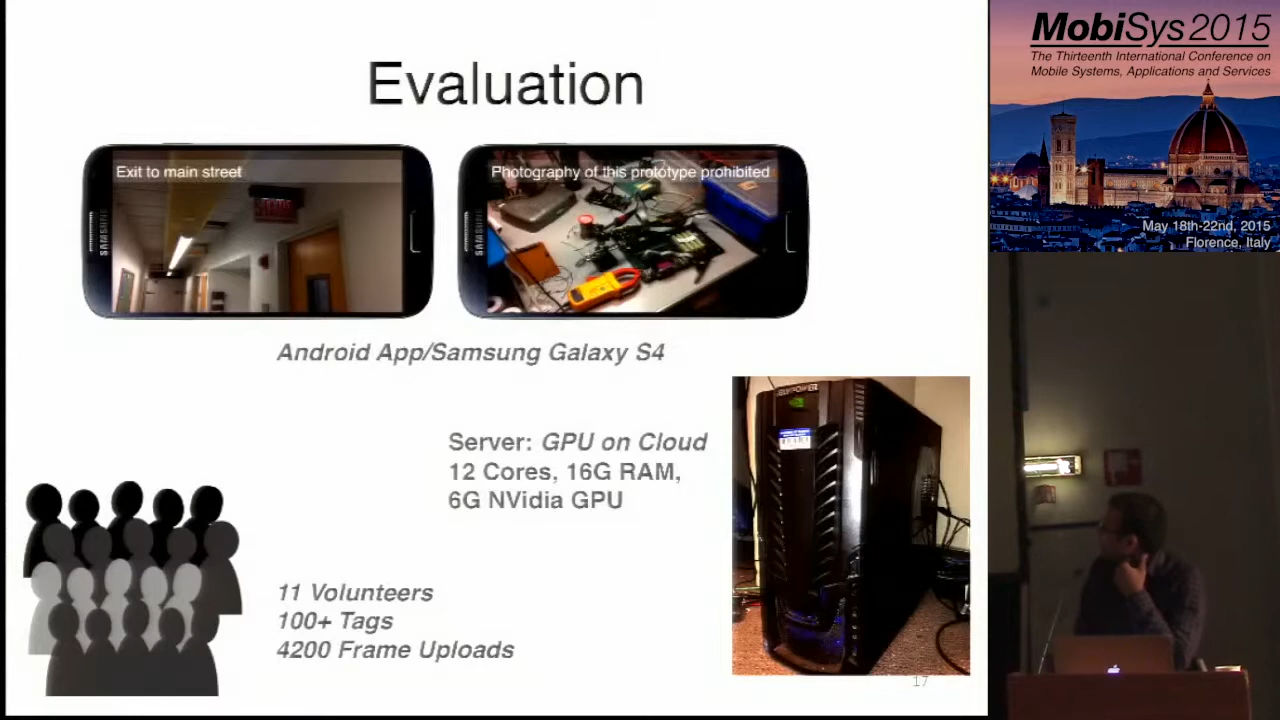 Evaluation
Exit to main street
Photography of this prototype prohibited
SAMSUNG
SAMSUNG
Android App/Samsung Galaxy S4
Server: GPU on Cloud
12 Cores, 16G RAM,
6G NVidia GPU
11 Volunteers
100+ Tags
4200 Frame Uploads
17
MobiSys 2015
The Thirteenth International Conference on
Mobile Systems, Applications and Services
May 18th-22nd, 2015
Florence, Italy